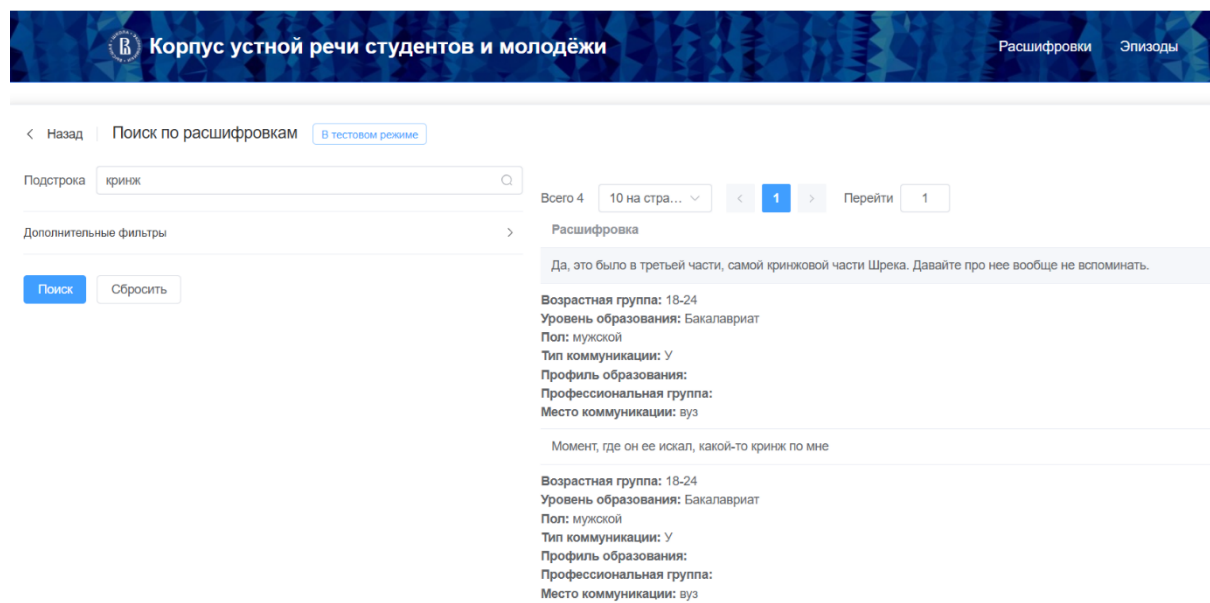 Корпус устной речи студентов и молодёжи
Расшифровки Эпизоды
Назад Поиск по расшифровкам В тестовом режиме
Подстрока кринж
Дополнительные фильтры
Поиск Сбросить
Всего 4 10 на стра... 1 Перейти 1
Расшифровка
Да, это было в третьей части, самой кринжовой части Шрека. Давайте про нее вообще не вспоминать.
Возрастная группа: 18-24
Уровень образования: Бакалавриат
Пол: мужской
Тип коммуникации: У
Профиль образования:
Профессиональная группа:
Место коммуникации: вуз
Момент, где он ее искал, какой-то кринж по мне
Возрастная группа: 18-24
Уровень образования: Бакалавриат
Пол: мужской
Тип коммуникации: У
Профиль образования:
Профессиональная группа:
Место коммуникации: вуз